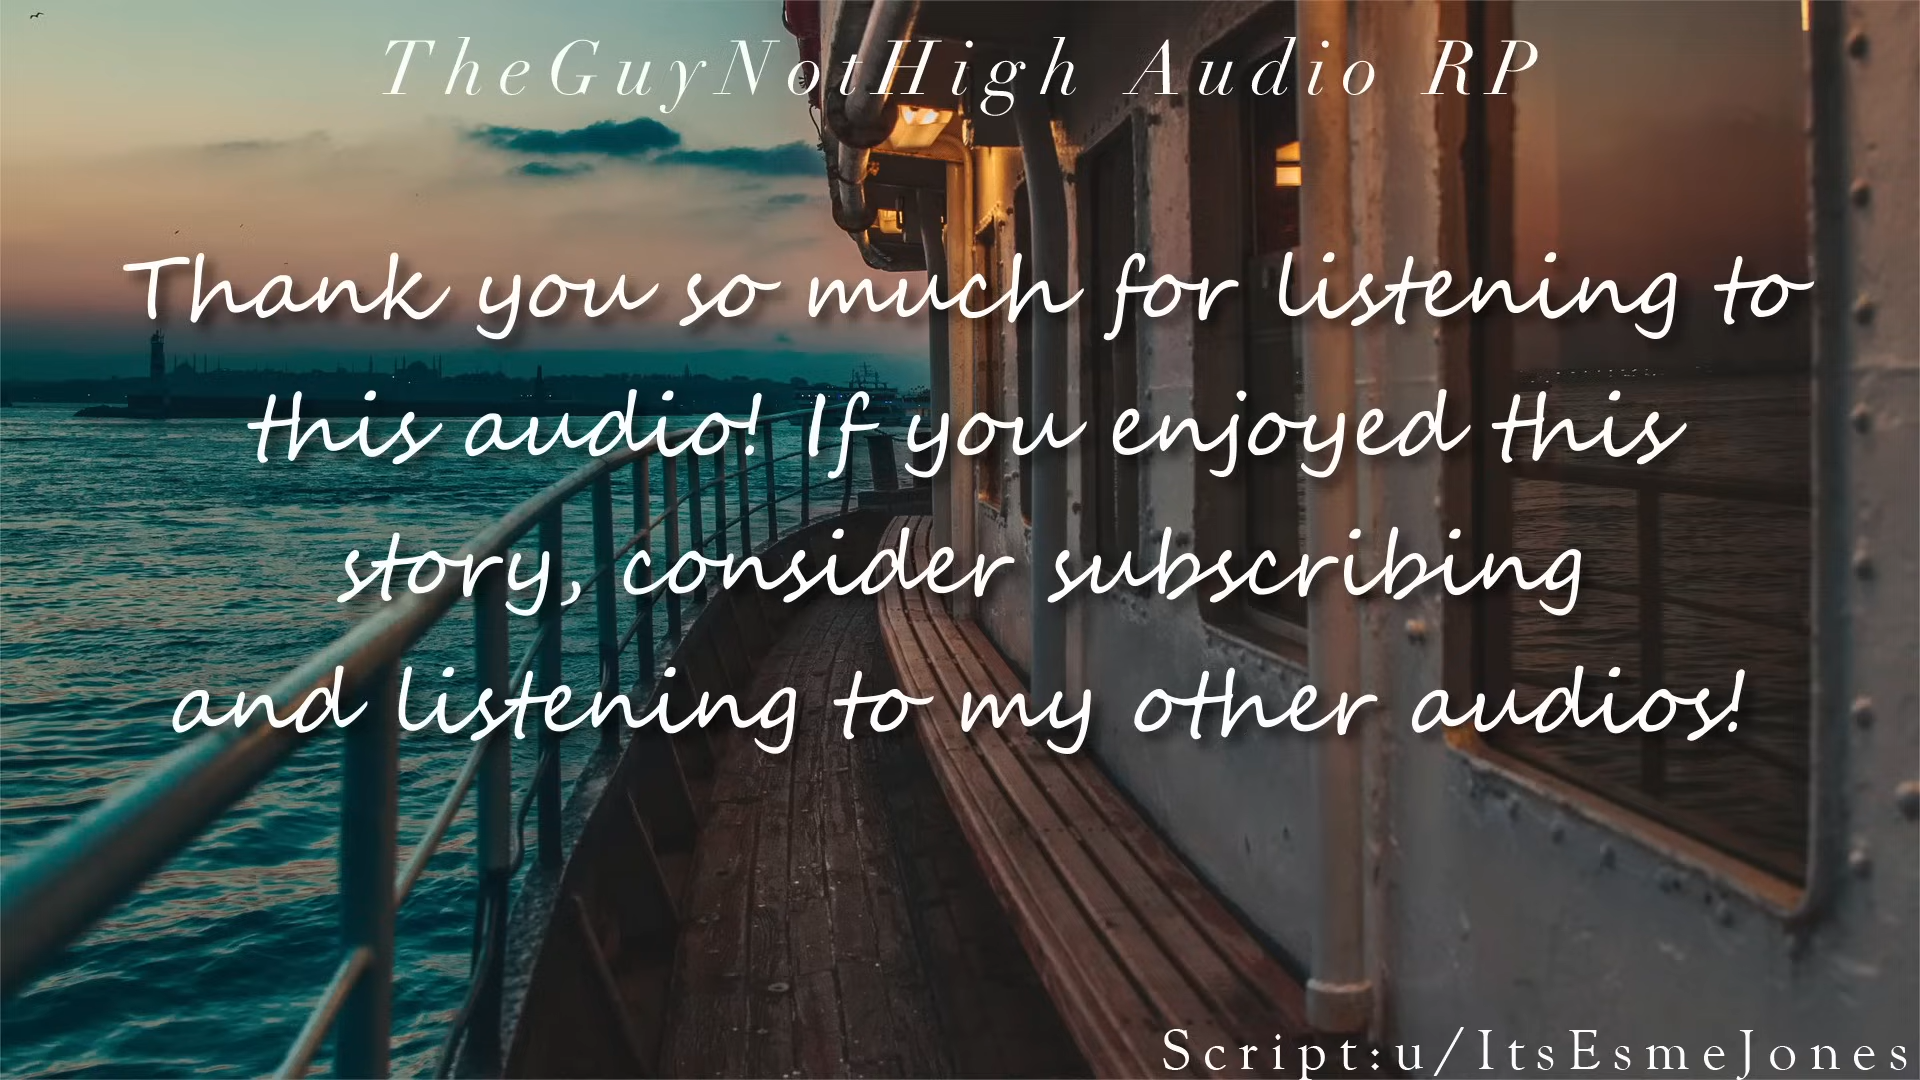 TheGuyNotHigh Audio RP
Thank you so much for listening to
this audio! If you enjoyed this
story, consider subscribing
and listening to my other audios!
Script:u/ItsEsmeJones